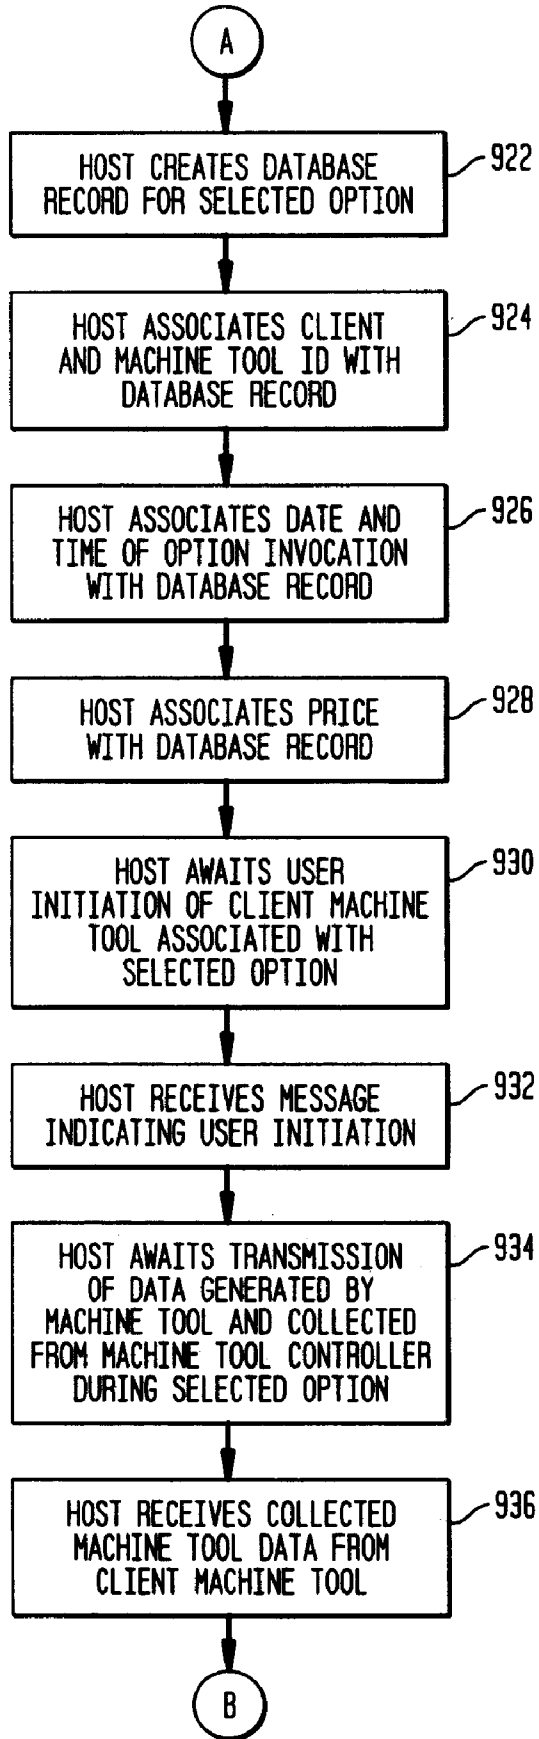 A
HOST CREATES DATABASE
RECORD FOR SELECTED OPTION
922
HOST ASSOCIATES CLIENT
AND MACHINE TOOL ID WITH
DATABASE RECORD
924
HOST ASSOCIATES DATE AND
TIME OF OPTION INVOCATION
WITH DATABASE RECORD
926
HOST ASSOCIATES PRICE
WITH DATABASE RECORD
928
HOST AWAITS USER
INITIATION OF CLIENT MACHINE
TOOL ASSOCIATED WITH
SELECTED OPTION
930
HOST RECEIVES MESSAGE
INDICATING USER INITIATION
932
HOST AWAITS TRANSMISSION
OF DATA GENERATED BY
MACHINE TOOL AND COLLECTED
FROM MACHINE TOOL CONTROLLER
DURING SELECTED OPTION
934
HOST RECEIVES COLLECTED
MACHINE TOOL DATA FROM
CLIENT MACHINE TOOL
936
B